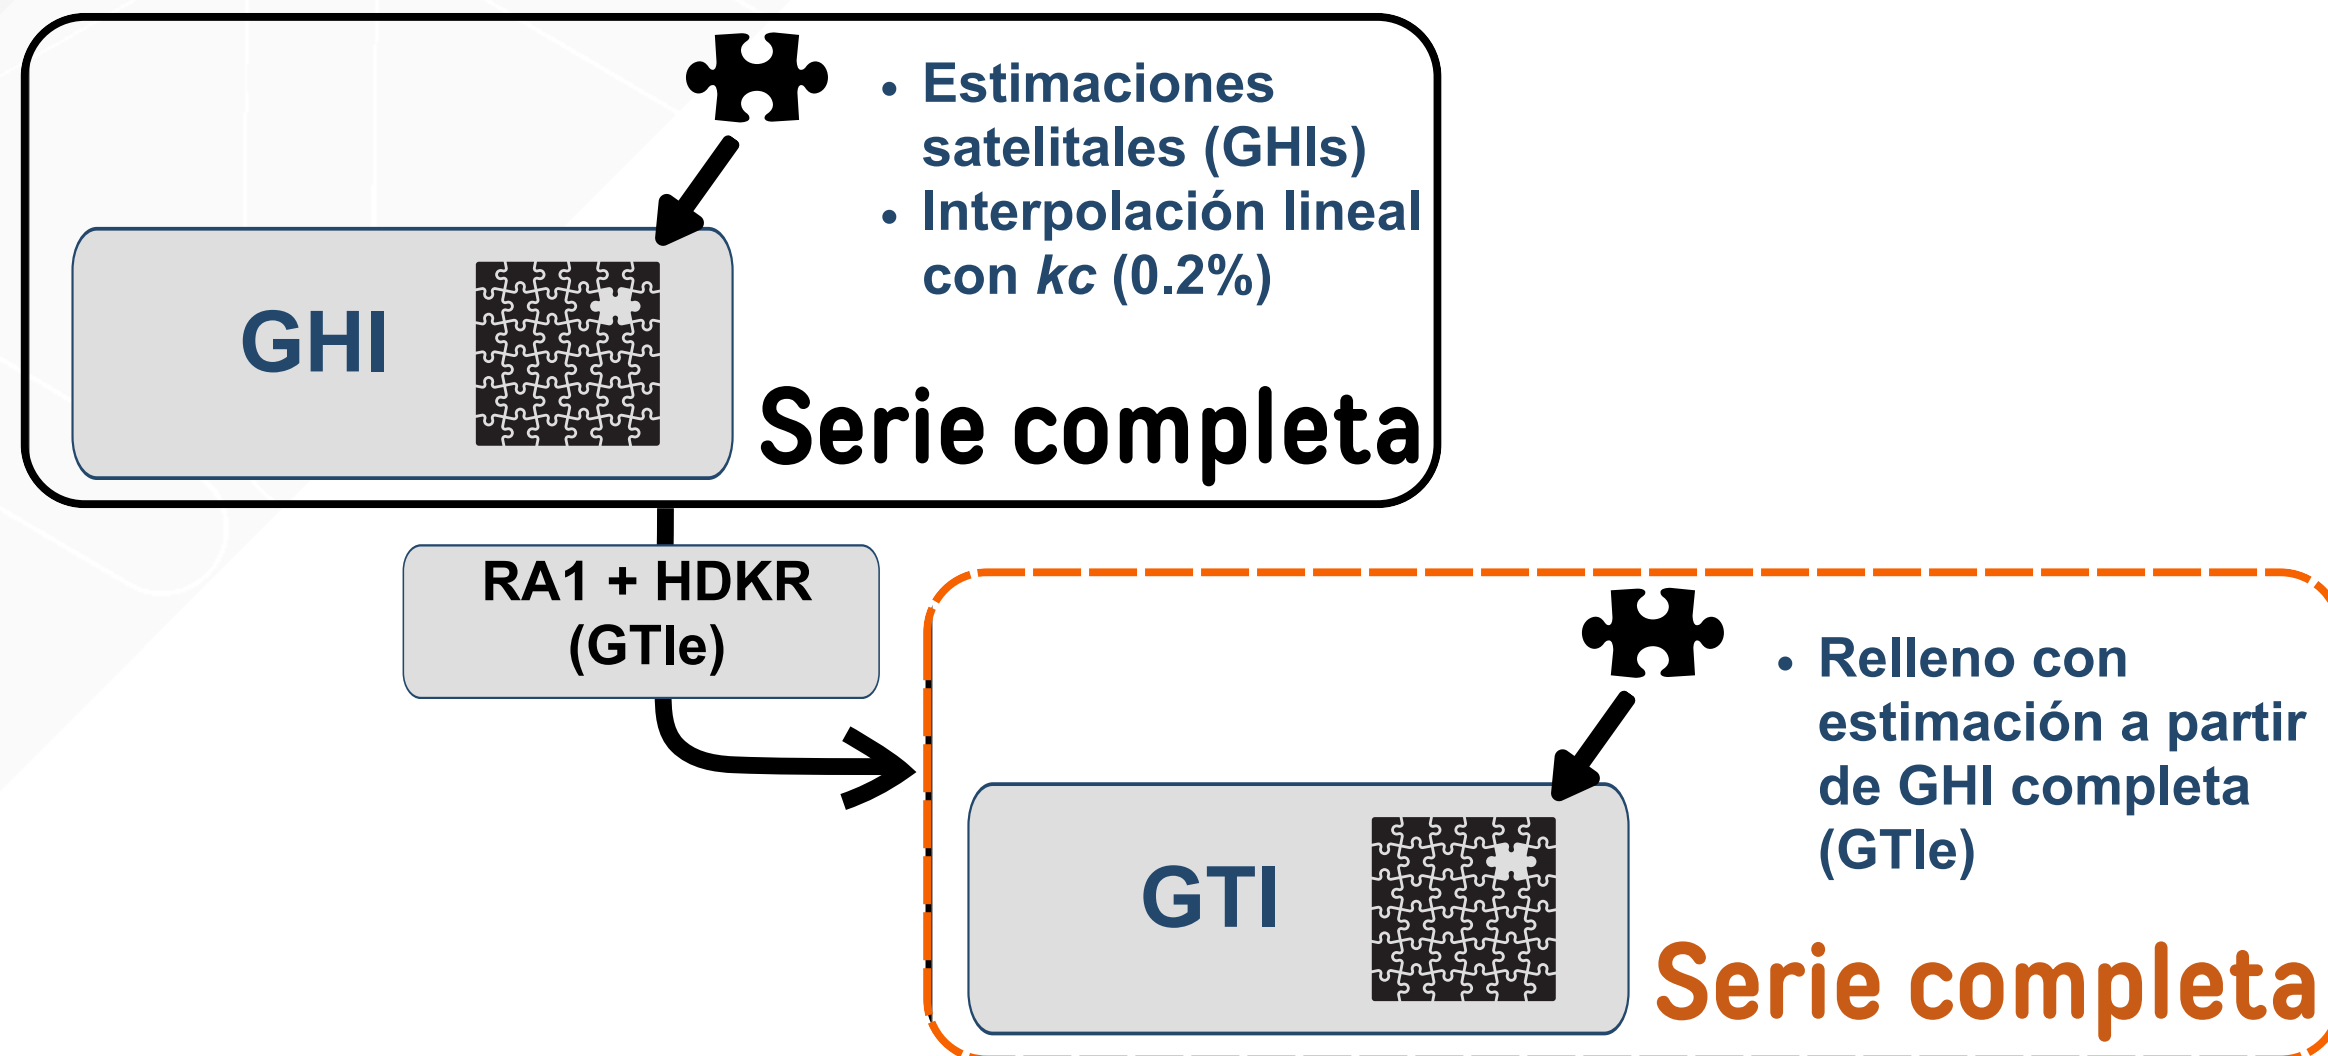 • Estimaciones
satelitales (GHIs)
• Interpolación lineal
con kc (0.2%)
GHI
Serie completa
RA1 + HDKR
(GTIe)
• Relleno con
estimación a partir
de GHI completa
(GTIe)
GTI
Serie completa